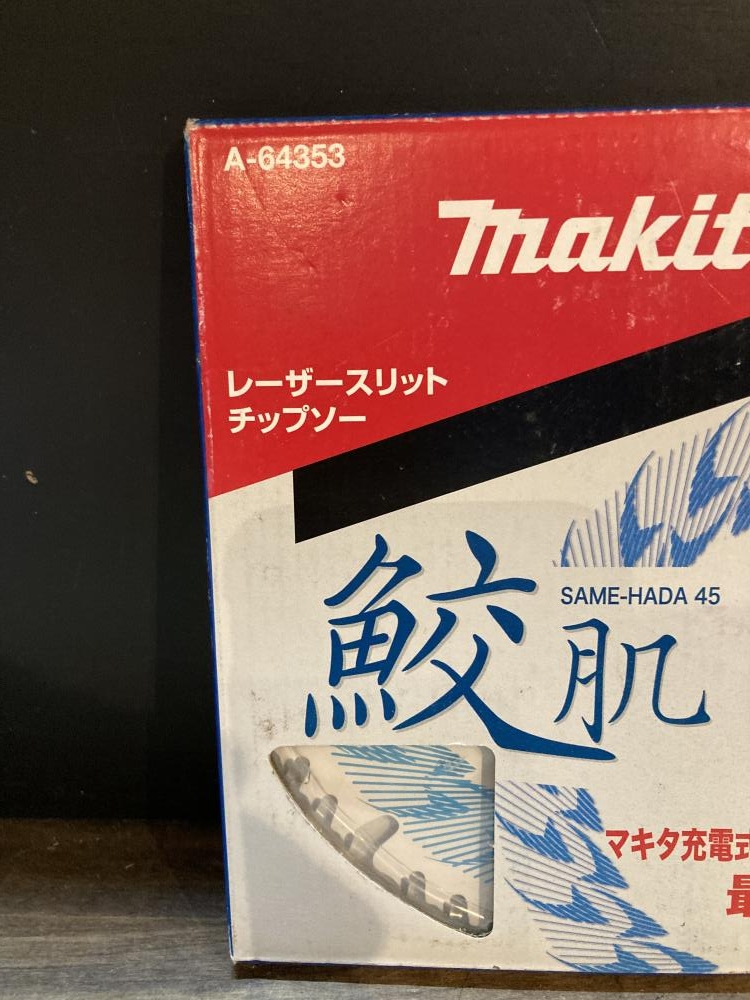 A-64353
makit
レーザースリット
チップソー
鮫肌
SAME-HADA 45
マキタ充電式
最